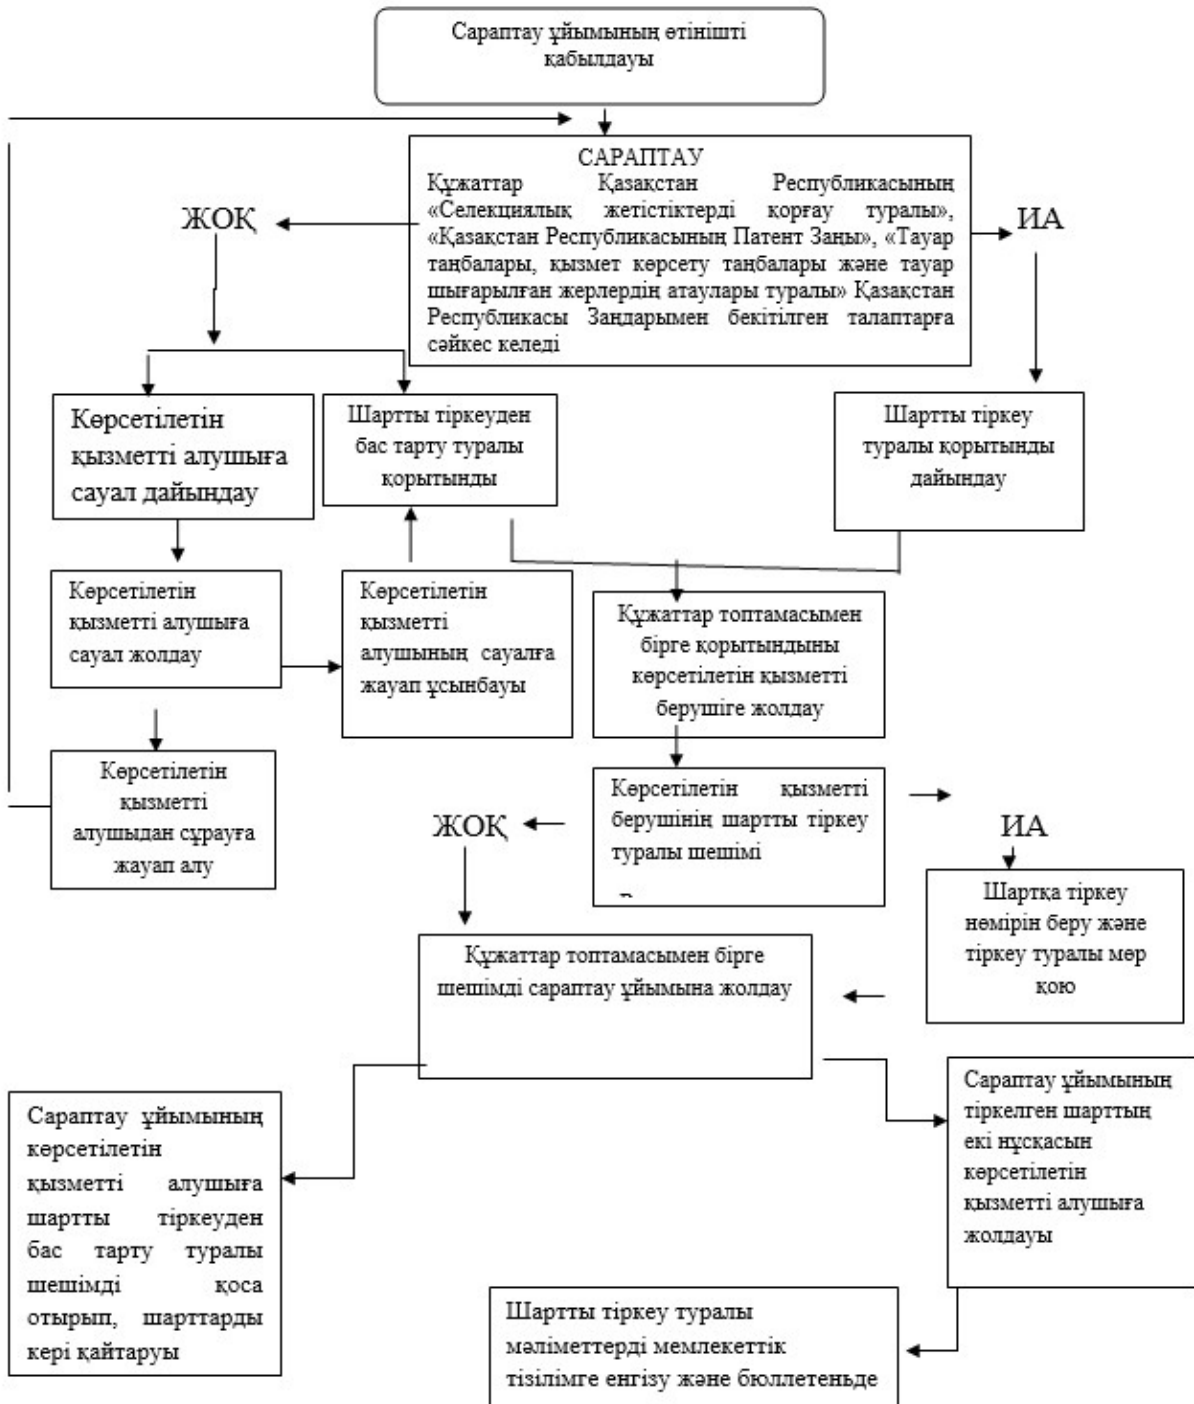 Сараптау ұйымының өтінішті
қабылдауы
САРАПТАУ
Құжаттар Қазақстан Республикасының
«Селекциялық жетістіктерді қорғау туралы»,
«Қазақстан Республикасының Патент Заңы», «Тауар
таңбалары, қызмет көрсету таңбалары және тауар
шығарылған жерлердің атаулары туралы» Қазақстан
Республикасы Заңдарымен бекітілген талаптарға
сәйкес келеді
ЖОҚ
ИА
Көрсетілетін
қызметті алушыға
сауал дайындау
Шартты тіркеуден
бас тарту туралы
қорытынды
Шартты тіркеу
туралы қорытынды
дайындау
Көрсетілетін
қызметті алушыға
сауал жолдау
Көрсетілетін
қызметті
алушының сауалға
жауап ұсынбауы
Құжаттар топтамасымен
бірге қорытындыны
көрсетілетін қызметті
берушіге жолдау
Көрсетілетін
қызметті
алушыдан сұрауға
жауап алу
Көрсетілетін қызметті
берушінің шартты тіркеу
туралы шешімі
ЖОҚ
ИА
Шартқа тіркеу
нөмірін беру және
тіркеу туралы мөр
қою
Құжаттар топтамасымен бірге
шешімді сараптау ұйымына жолдау
Сараптау ұйымының
көрсетілетін
қызметті алушыға
шартты тіркеуден
бас тарту туралы
шешімді қоса
отырып, шарттарды
кері қайтаруы
Сараптау ұйымының
тіркелген шарттың
екі нұсқасын
көрсетілетін
қызметті алушыға
жолдауы
Шартты тіркеу туралы
мәліметтерді мемлекеттік
тізілімге енгізу және бюллетеньде